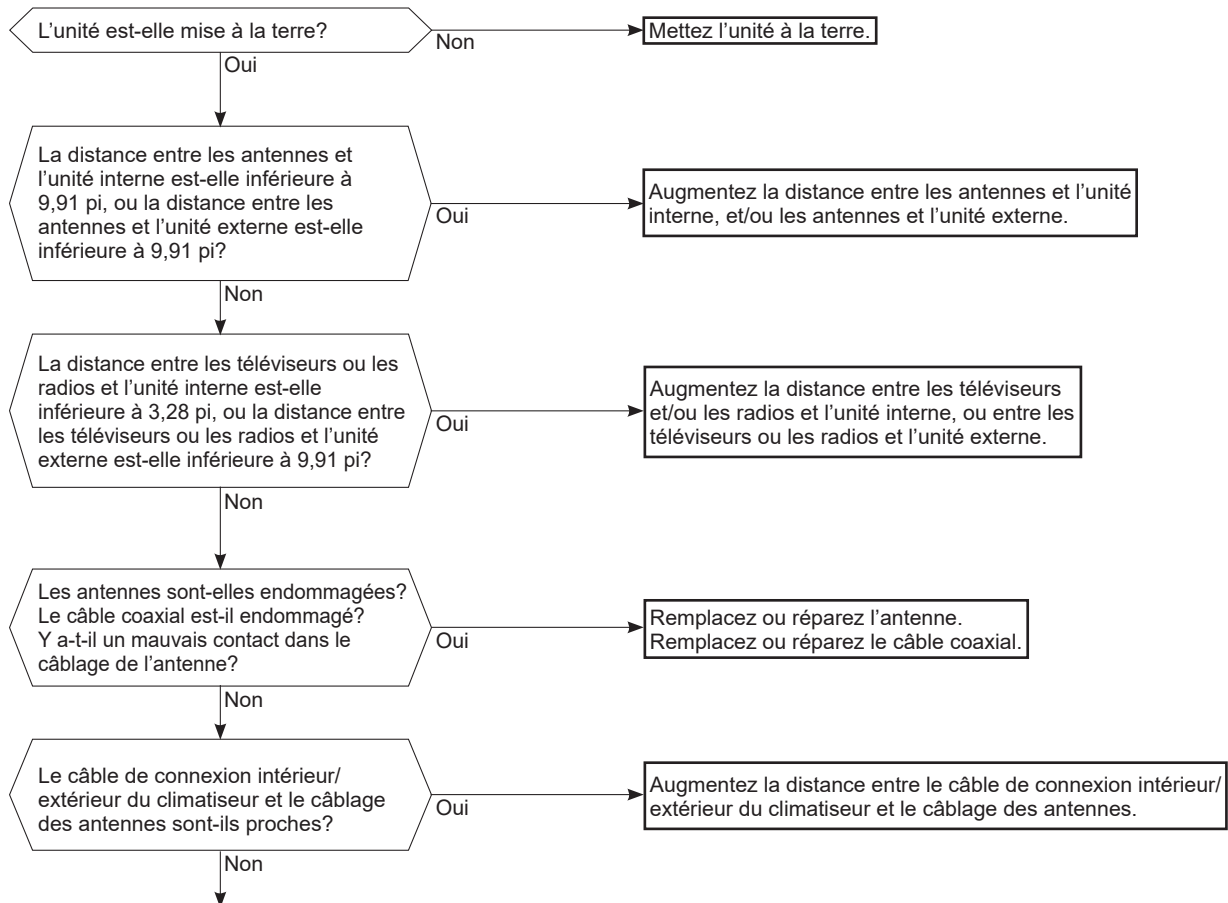 L’unité est-elle mise à la terre?
Non
Mettez l’unité à la terre.
Oui
La distance entre les antennes et
l’unité interne est-elle inférieure à
9,91 pi, ou la distance entre les
antennes et l’unité externe est-elle
inférieure à 9,91 pi?
Oui
Augmentez la distance entre les antennes et l’unité
interne, et/ou les antennes et l’unité externe.
Non
La distance entre les téléviseurs ou les
radios et l’unité interne est-elle
inférieure à 3,28 pi, ou la distance entre
les téléviseurs ou les radios et l’unité
externe est-elle inférieure à 9,91 pi?
Oui
Augmentez la distance entre les téléviseurs
et/ou les radios et l’unité interne, ou entre les
téléviseurs ou les radios et l’unité externe.
Non
Les antennes sont-elles endommagées?
Le câble coaxial est-il endommagé?
Y a-t-il un mauvais contact dans le
câblage de l’antenne?
Oui
Remplacez ou réparez l’antenne.
Remplacez ou réparez le câble coaxial.
Non
Le câble de connexion intérieur/
extérieur du climatiseur et le câblage
des antennes sont-ils proches?
Oui
Augmentez la distance entre le câble de connexion intérieur/
extérieur du climatiseur et le câblage des antennes.
Non